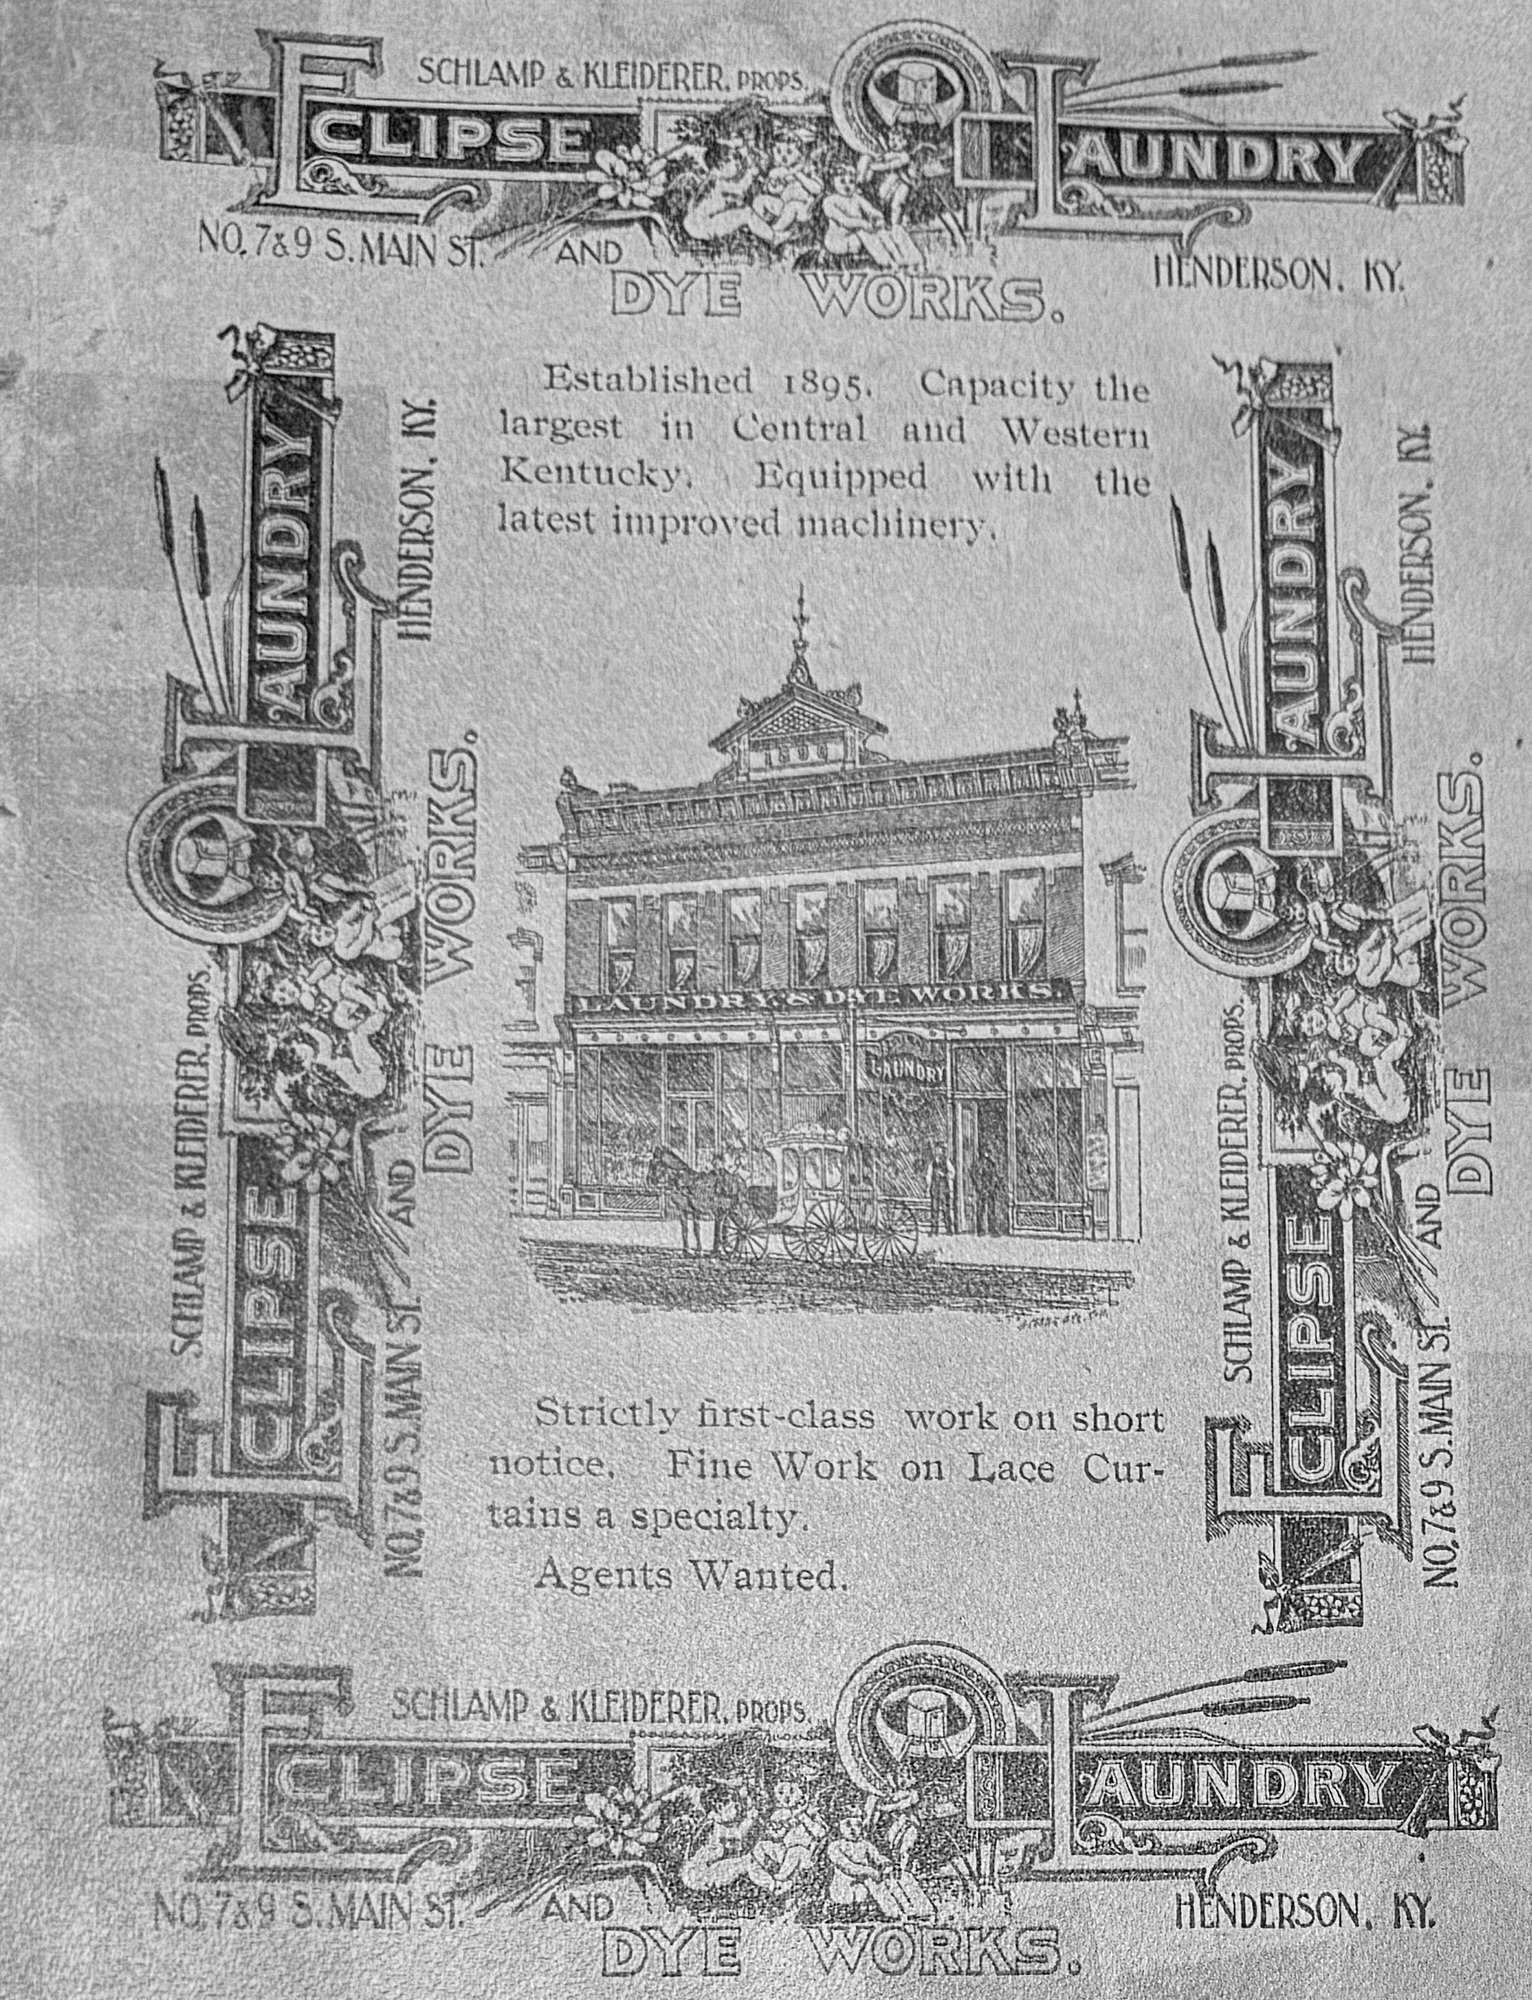 SCHLAMP & KLEIDERER, PROPS.
ECLIPSE LAUNDRY
NO. 7 & 9 S. MAIN ST. AND HENDERSON, KY.
DYE WORKS.
Established 1895. Capacity the
largest in Central and Western
Kentucky. Equipped with the
latest improved machinery.
SCHLAMP & KLEIDERER, PROPS.
ECLIPSE LAUNDRY
NO. 7 & 9 S. MAIN ST. AND HENDERSON, KY.
DYE WORKS.
LAUNDRY & DYE WORKS.
LAUNDRY
SCHLAMP & KLEIDERER, PROPS.
ECLIPSE LAUNDRY
NO. 7 & 9 S. MAIN ST. AND HENDERSON, KY.
DYE WORKS.
Strictly first-class work on short
notice. Fine Work on Lace Cur-
tains a specialty.
Agents Wanted.
SCHLAMP & KLEIDERER, PROPS.
ECLIPSE LAUNDRY
NO. 7 & 9 S. MAIN ST. AND HENDERSON, KY.
DYE WORKS.